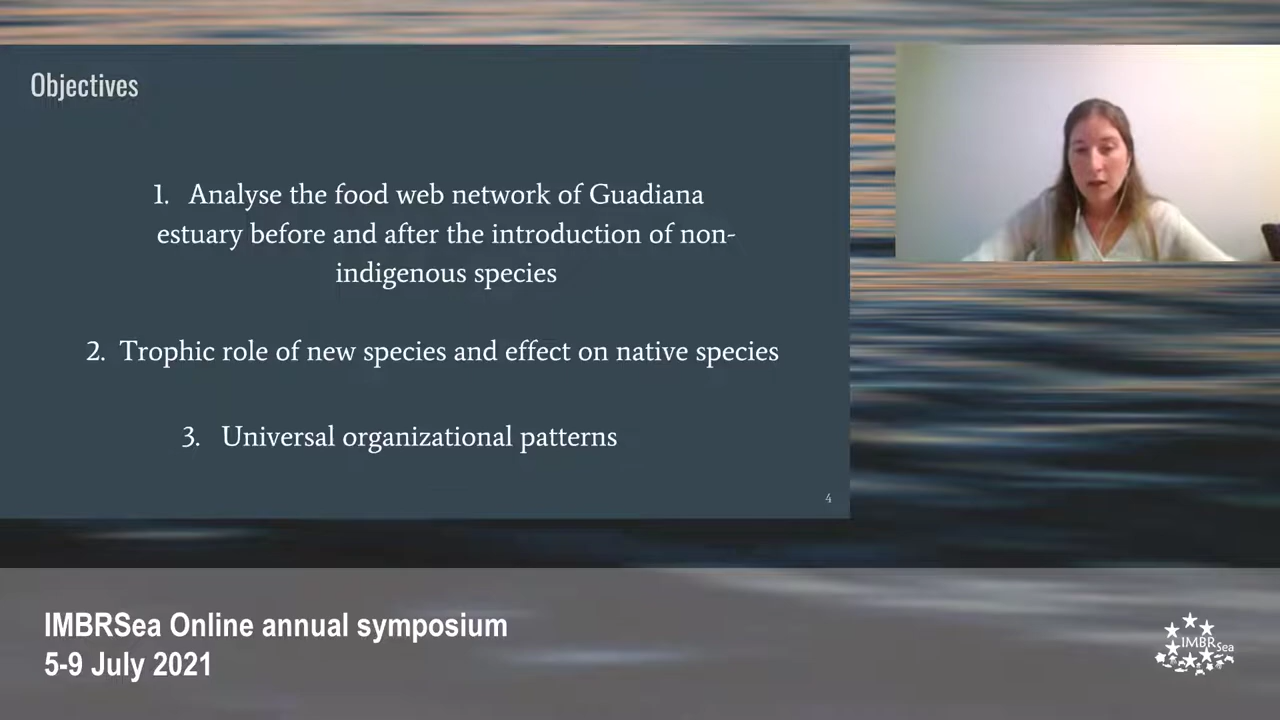 Objectives
1. Analyse the food web network of Guadiana
estuary before and after the introduction of non-
indigenous species
2. Trophic role of new species and effect on native species
3. Universal organizational patterns
4
IMBRSea Online annual symposium
5-9 July 2021
IMBRSea